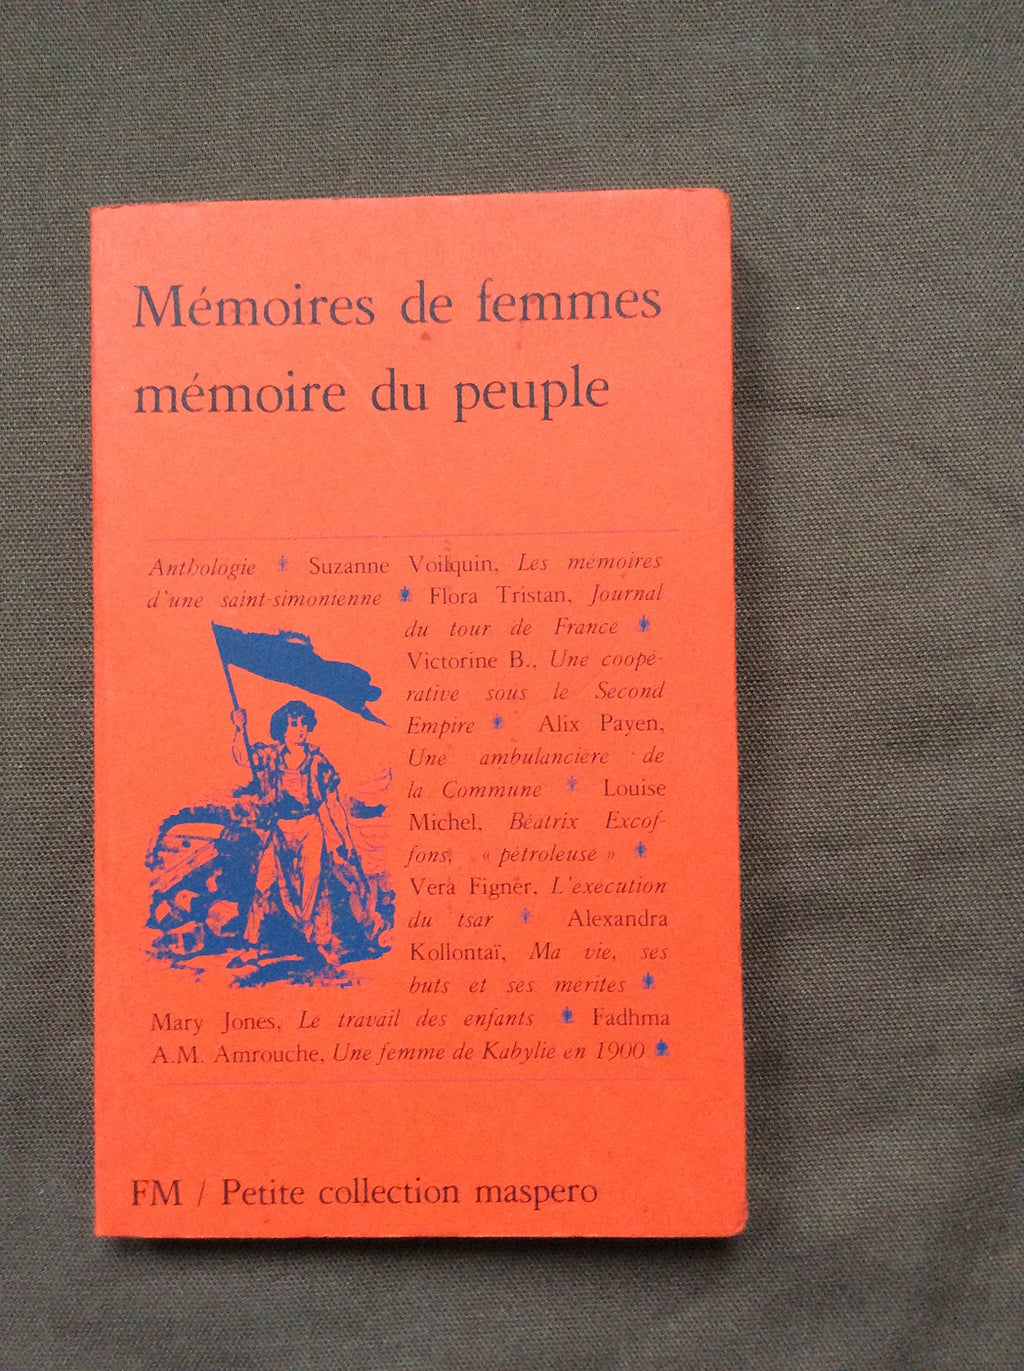 Mémoires de femmes
mémoire du peuple
Anthologie * Suzanne Voilquin, Les mémoires
d'une saint-simonienne * Flora Tristan, Journal
du tour de France *
Victorine B., Une coopé-
rative sous le Second
Empire * Alix Payen,
Une ambulancière de
la Commune * Louise
Michel, Béatrix Excof-
fons, « pétroleuse » *
Vera Figner, L'execution
du tsar * Alexandra
Kollontaï, Ma vie, ses
buts et ses mérites *
Mary Jones, Le travail des enfants * Fadhma
A.M. Amrouche, Une femme de Kabylie en 1900 *
FM / Petite collection maspero